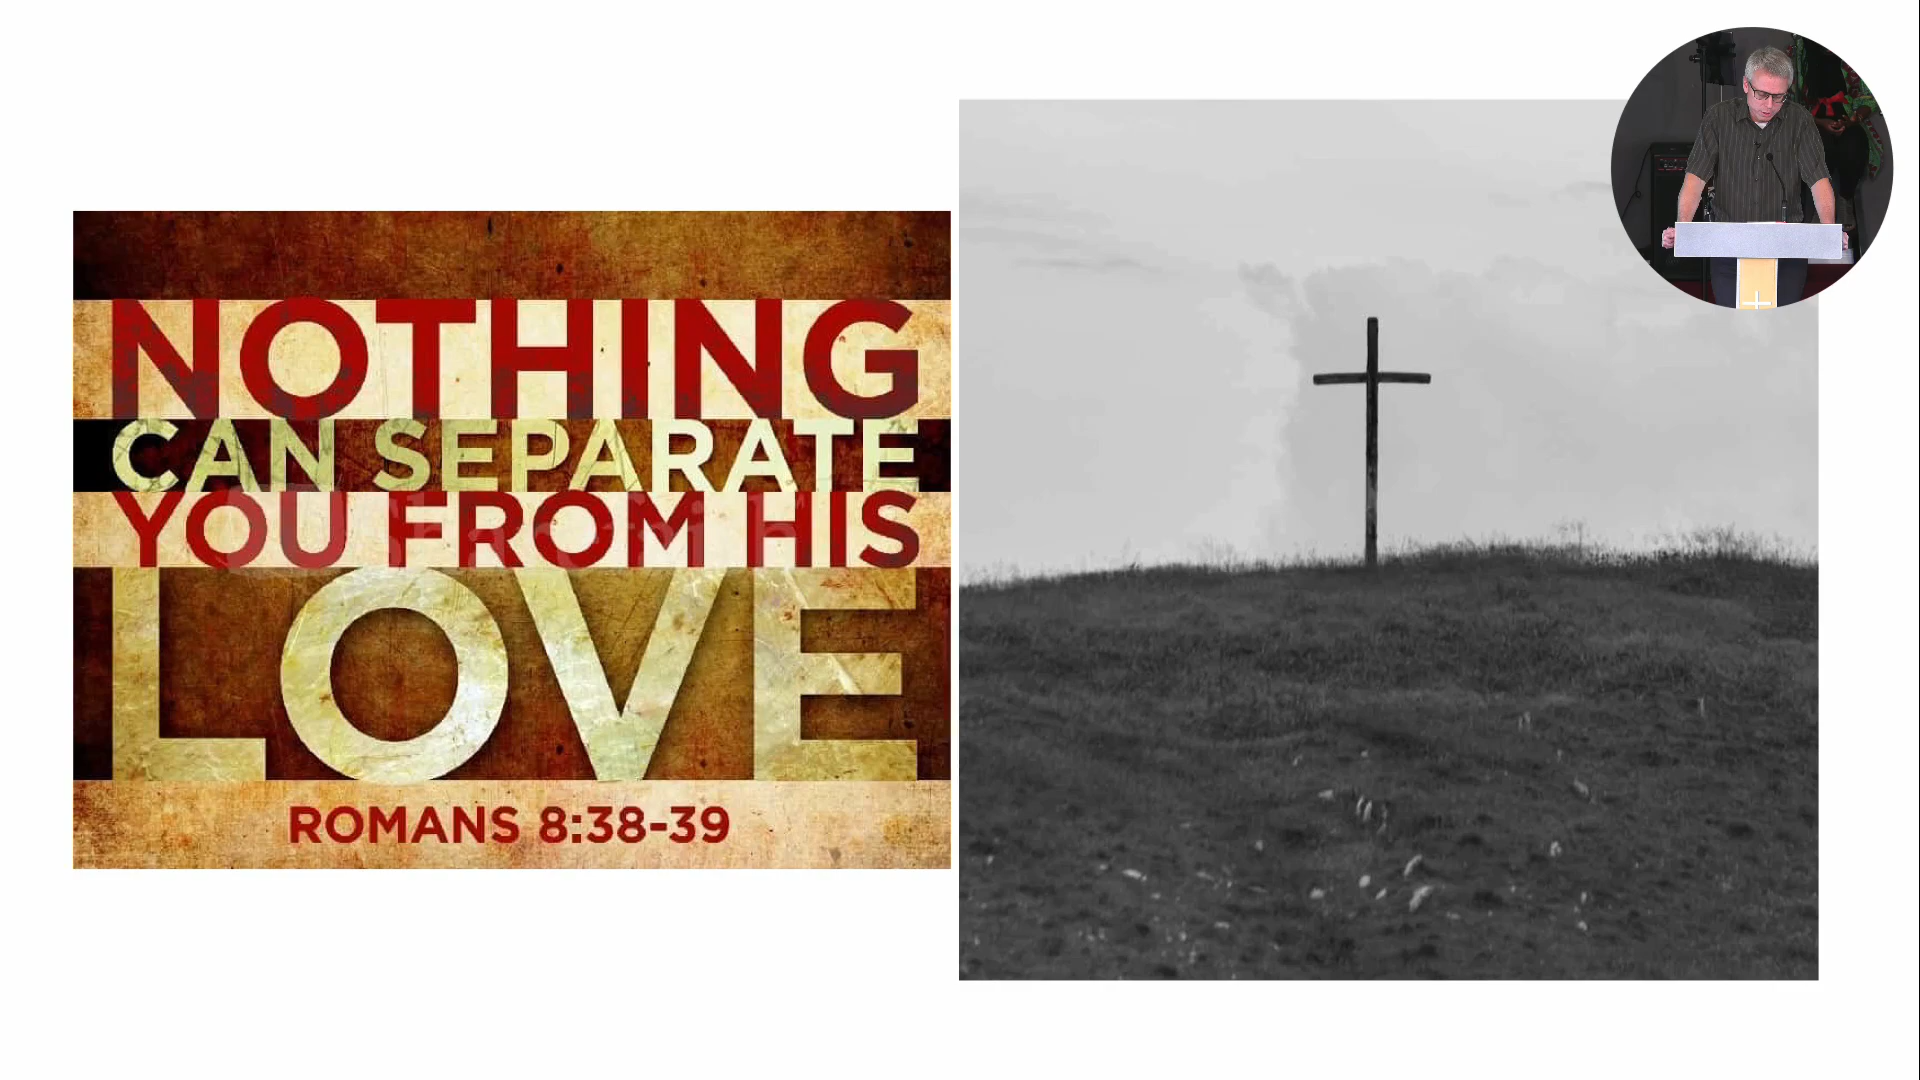 NOTHING
CAN SEPARATE
YOU FROM HIS
LOVE
ROMANS 8:38-39